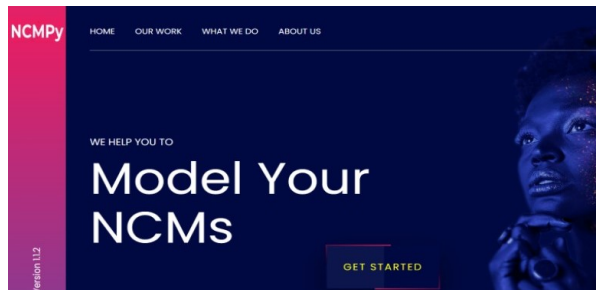 NCMPy
HOME OUR WORK WHAT WE DO ABOUT US
WE HELP YOU TO
Model Your
NCMs
GET STARTED
Version 1.1.2